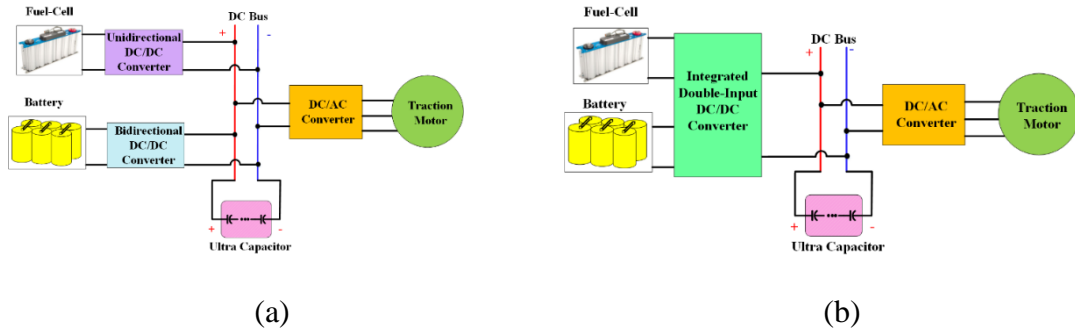 Fuel-Cell
DC Bus
+
-
Unidirectional
DC/DC
Converter
Battery
Bidirectional
DC/DC
Converter
DC/AC
Converter
Traction
Motor
+
-
Ultra Capacitor
(a)
Fuel-Cell
DC Bus
+
-
Integrated
Double-Input
DC/DC
Converter
Battery
DC/AC
Converter
Traction
Motor
+
-
Ultra Capacitor
(b)